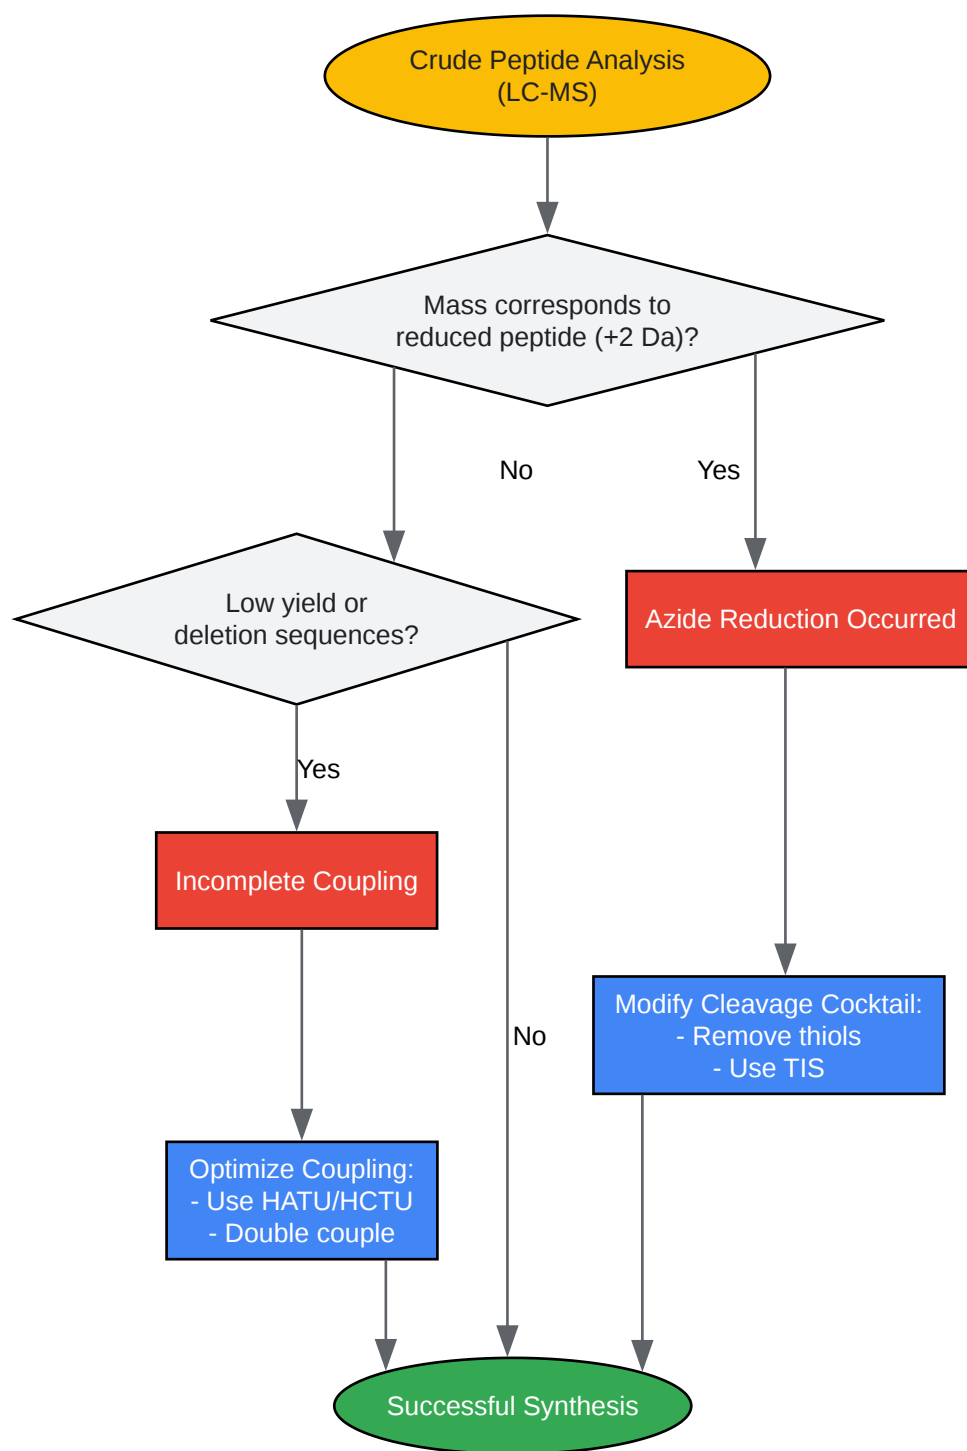 Crude Peptide Analysis
(LC-MS)
Mass corresponds to
reduced peptide (+2 Da)?
No
Yes
Low yield or
deletion sequences?
Azide Reduction Occurred
Yes
Incomplete Coupling
No
Modify Cleavage Cocktail:
- Remove thiols
- Use TIS
Optimize Coupling:
- Use HATU/HCTU
- Double couple
Successful Synthesis